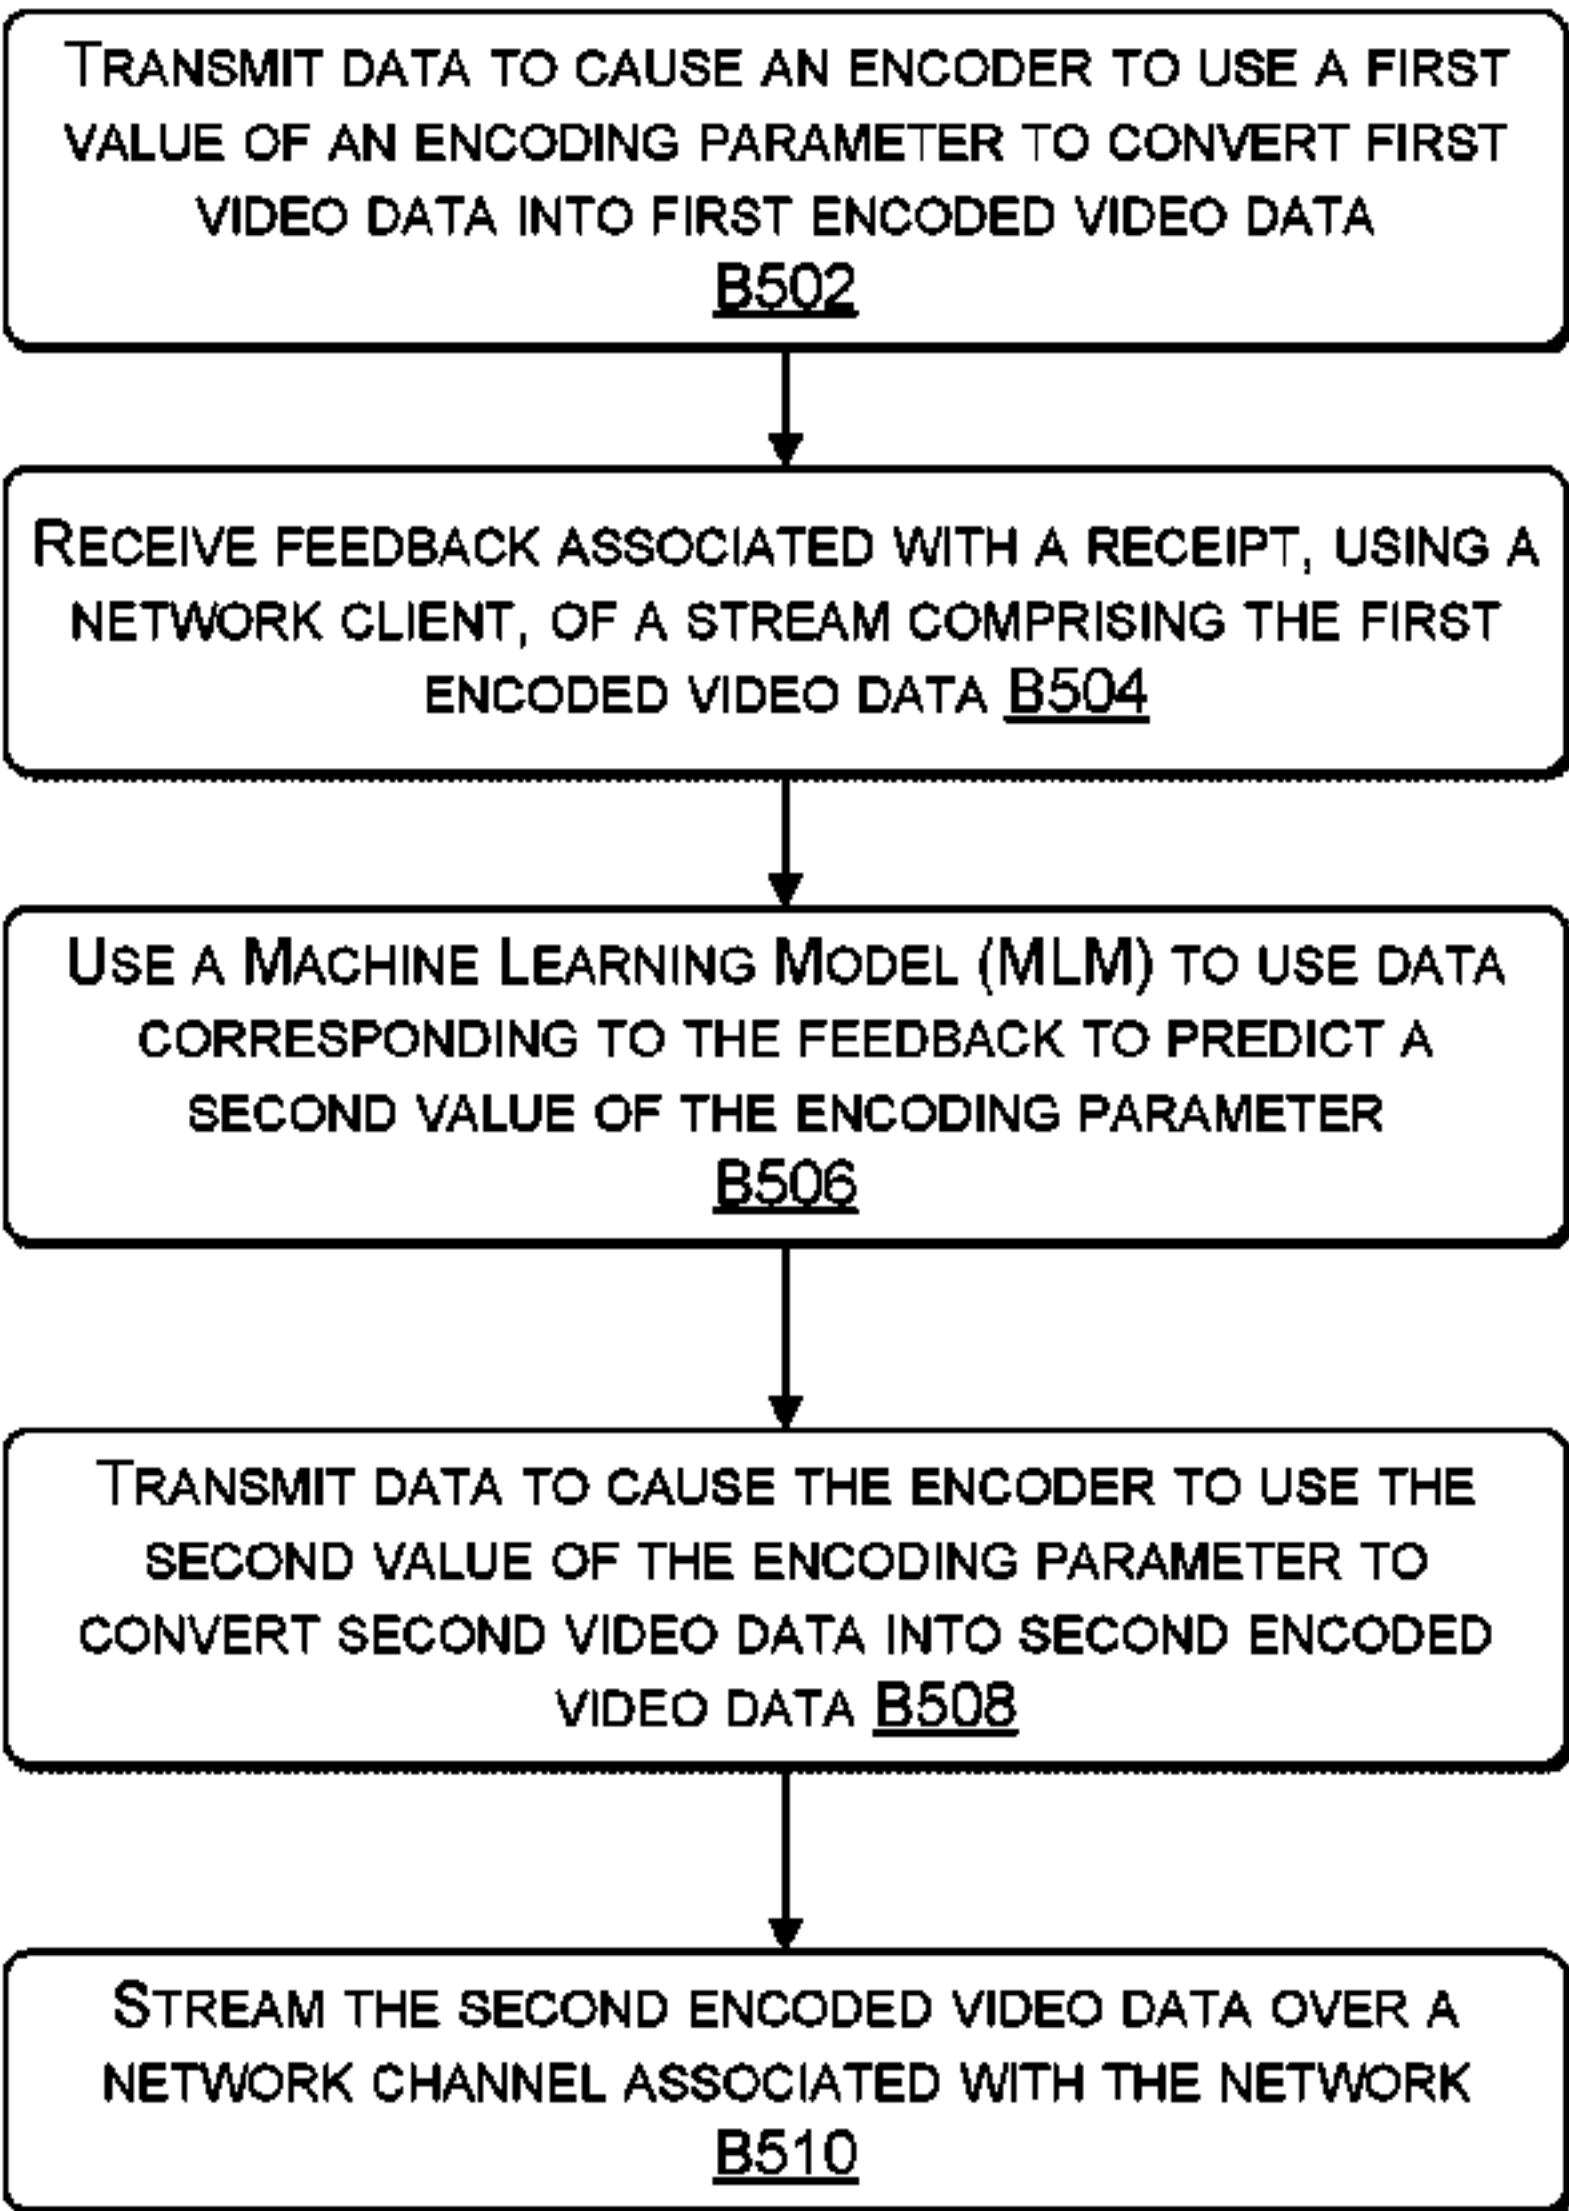 TRANSMIT DATA TO CAUSE AN ENCODER TO USE A FIRST
VALUE OF AN ENCODING PARAMETER TO CONVERT FIRST
VIDEO DATA INTO FIRST ENCODED VIDEO DATA
B502
RECEIVE FEEDBACK ASSOCIATED WITH A RECEIPT, USING A
NETWORK CLIENT, OF A STREAM COMPRISING THE FIRST
ENCODED VIDEO DATA B504
USE A MACHINE LEARNING MODEL (MLM) TO USE DATA
CORRESPONDING TO THE FEEDBACK TO PREDICT A
SECOND VALUE OF THE ENCODING PARAMETER
B506
TRANSMIT DATA TO CAUSE THE ENCODER TO USE THE
SECOND VALUE OF THE ENCODING PARAMETER TO
CONVERT SECOND VIDEO DATA INTO SECOND ENCODED
VIDEO DATA B508
STREAM THE SECOND ENCODED VIDEO DATA OVER A
NETWORK CHANNEL ASSOCIATED WITH THE NETWORK
B510